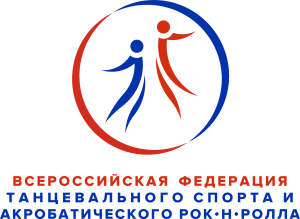 ВСЕРОССИЙСКАЯ ФЕДЕРАЦИЯ
ТАНЦЕВАЛЬНОГО СПОРТА И
АКРОБАТИЧЕСКОГО РОК•Н•РОЛЛА